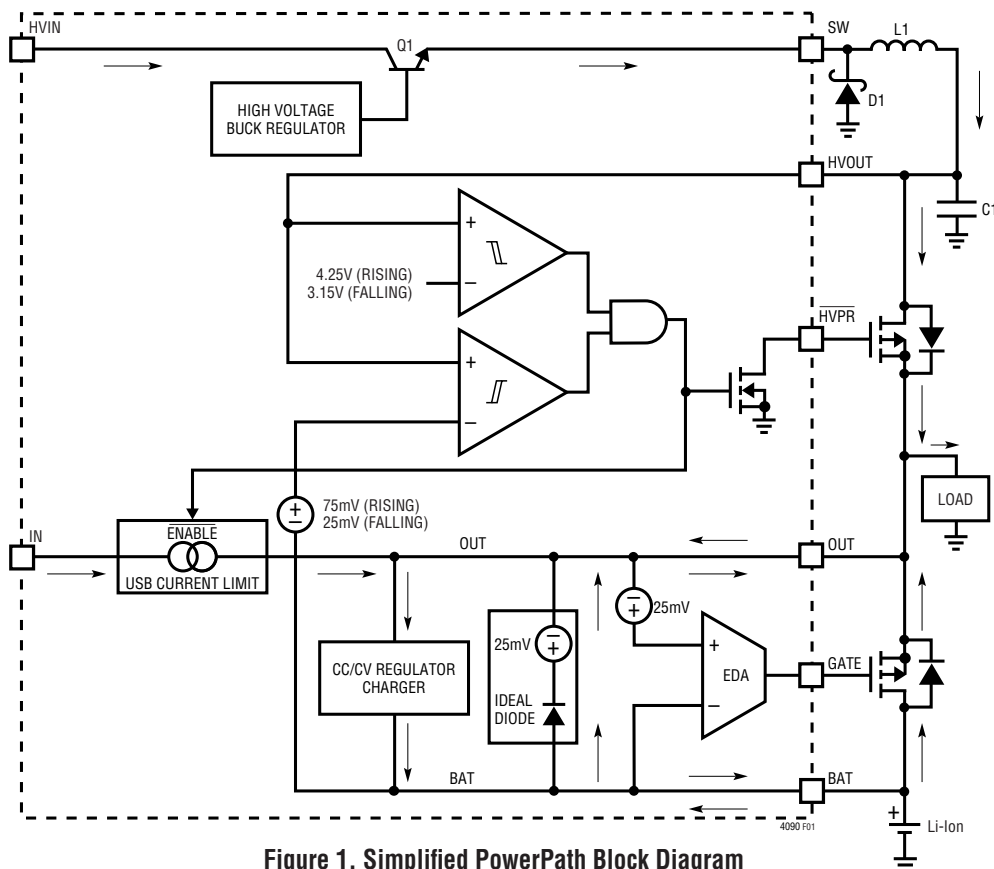 HVIN
Q1
SW
L1
HIGH VOLTAGE
BUCK REGULATOR
D1
HVOUT
C1
+
4.25V (RISING)
3.15V (FALLING)
−
HVPR
+
−
75mV (RISING)
25mV (FALLING)
+
−
LOAD
IN
ENABLE
USB CURRENT LIMIT
OUT
OUT
−
+
25mV
25mV
−
+
+
EDA
−
GATE
CC/CV REGULATOR
CHARGER
IDEAL
DIODE
BAT
BAT
4090 F01
+
Li-Ion
Figure 1. Simplified PowerPath Block Diagram